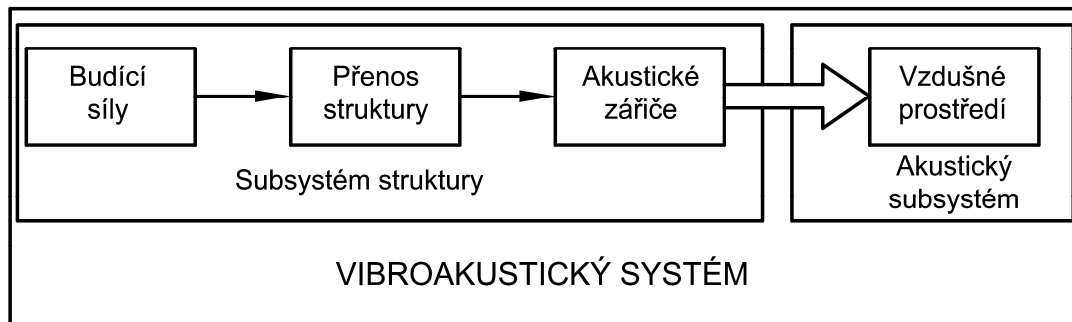 Budící
síly
Přenos
struktury
Akustické
zářiče
Vzdušné
prostředí
Subsystém struktury
Akustický
subsystém
VIBROAKUSTICKÝ SYSTÉM